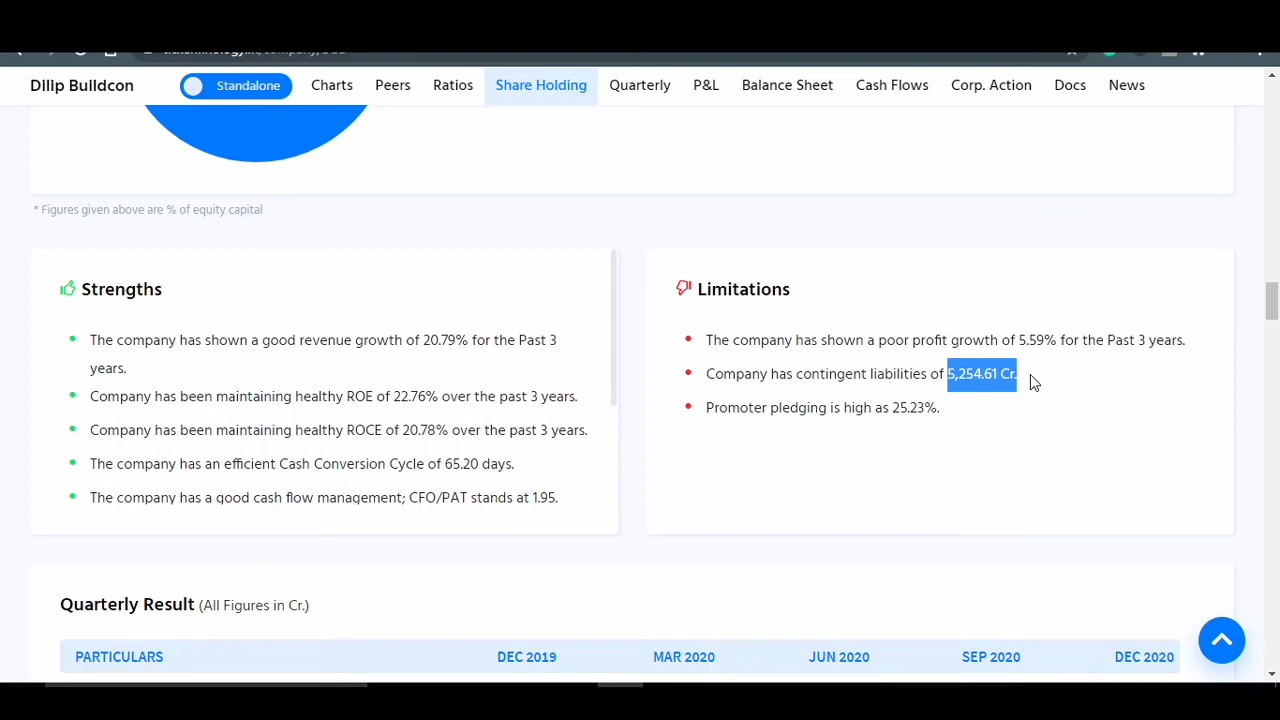 Dilip Buildcon
Standalone
Charts
Peers
Ratios
Share Holding
Quarterly
P&L
Balance Sheet
Cash Flows
Corp. Action
Docs
News
* Figures given above are % of equity capital
Strengths
The company has shown a good revenue growth of 20.79% for the Past 3
years.
Company has been maintaining healthy ROE of 22.76% over the past 3 years.
Company has been maintaining healthy ROCE of 20.78% over the past 3 years.
The company has an efficient Cash Conversion Cycle of 65.20 days.
The company has a good cash flow management; CFO/PAT stands at 1.95.
Limitations
The company has shown a poor profit growth of 5.59% for the Past 3 years.
Company has contingent liabilities of 5,254.61 Cr.
Promoter pledging is high as 25.23%.
Quarterly Result (All Figures in Cr.)
PARTICULARS
DEC 2019
MAR 2020
JUN 2020
SEP 2020
DEC 2020